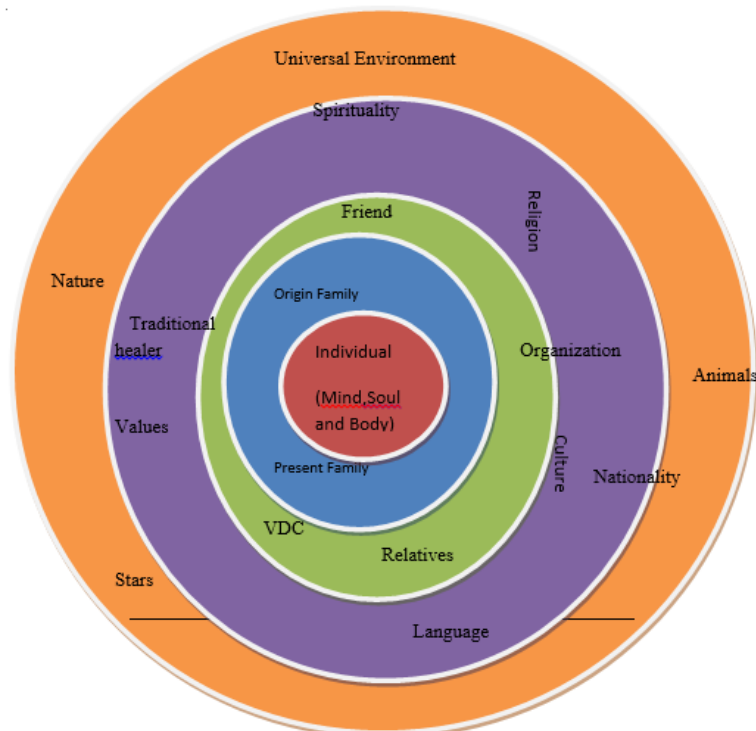 Universal Environment
Spirituality
Religion
Friend
Nature
Origin Family
Traditional
healer
Individual
(Mind,Soul
and Body)
Organization
Animals
Values
Culture
Present Family
Nationality
VDC
Relatives
Stars
Language